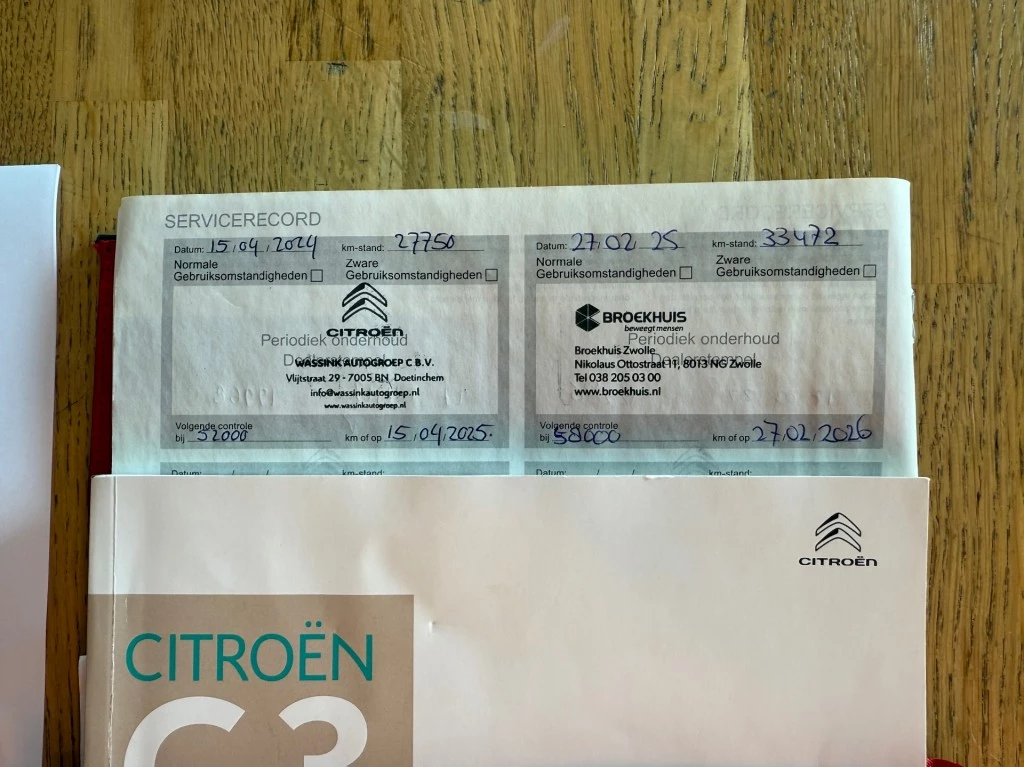 SERVICERECORD
Datum: 15/04/2024 km-stand: 27750
Normale Gebruiksomstandigheden
Zware Gebruiksomstandigheden
CITROËN
Periodiek onderhoud
Dealerstempel
WASSINK AUTOGROEP C B.V.
Vlijtstraat 29 - 7005 BN Doetinchem
info@wassinkautogroep.nl
www.wassinkautogroep.nl
Volgende controle
bij 52000 km of op 15/04/2025.
Datum: 27/02/25 km-stand: 33472
Normale Gebruiksomstandigheden
Zware Gebruiksomstandigheden
BROEKHUIS
beweegt mensen
Periodiek onderhoud
Dealerstempel
Broekhuis Zwolle
Nikolaus Ottostraat 11, 8013 NG Zwolle
Tel 038 205 03 00
www.broekhuis.nl
Volgende controle
bij 58000 km of op 27/02/2026
Datum: / / km-stand:
Datum: / / km-stand:
CITROËN
CITROËN
C3